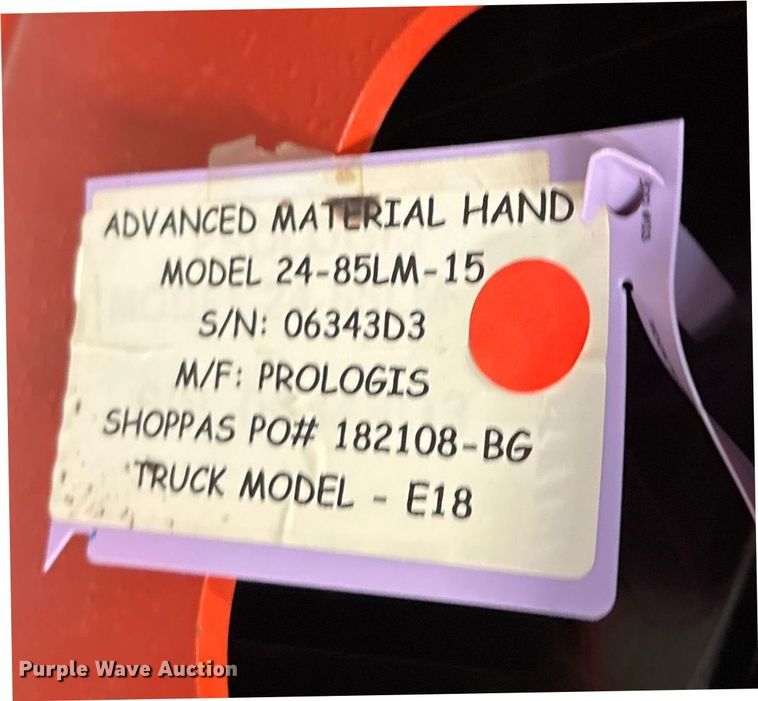 ADVANCED MATERIAL HAND
MODEL 24-85LM-15
S/N: 06343D3
M/F: PROLOGIS
SHOPPAS PO# 182108-BG
TRUCK MODEL - E18
Purple Wave Auction